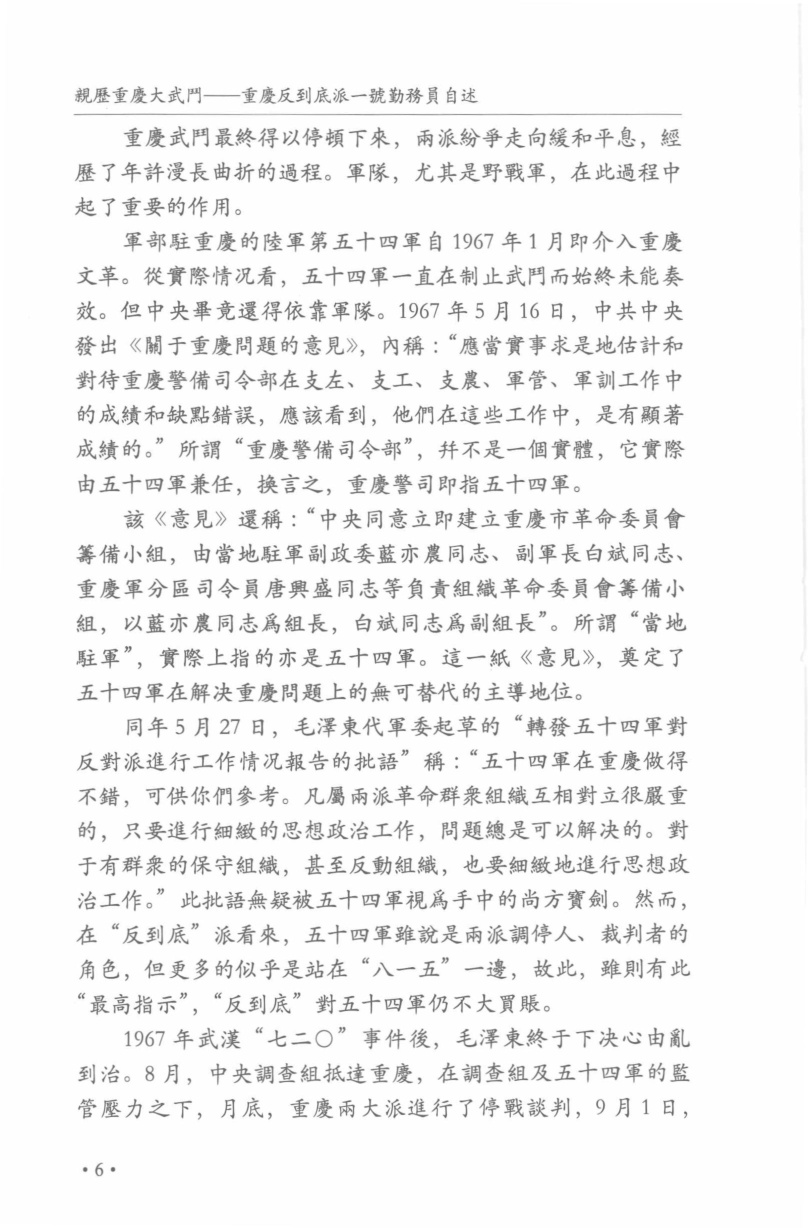 親歷重慶大武鬥——重慶反到底派一號勤務員自述
重慶武鬥最終得以停頓下來，兩派紛爭走向緩和平息，經
歷了年許漫長曲折的過程。軍隊，尤其是野戰軍，在此過程中
起了重要的作用。
軍部駐重慶的陸軍第五十四軍自 1967 年 1 月即介入重慶
文革。從實際情況看，五十四軍一直在制止武鬥而始終未能奏
效。但中央畢竟還得依靠軍隊。1967 年 5 月 16 日，中共中央
發出《關于重慶問題的意見》，內稱：“應當實事求是地估計和
對待重慶警備司令部在支左、支工、支農、軍管、軍訓工作中
的成績和缺點錯誤，應該看到，他們在這些工作中，是有顯著
成績的。”所謂“重慶警備司令部”，幷不是一個實體，它實際
由五十四軍兼任，換言之，重慶警司即指五十四軍。
該《意見》還稱：“中央同意立即建立重慶市革命委員會
籌備小組，由當地駐軍副政委藍亦農同志、副軍長白斌同志、
重慶軍分區司令員唐興盛同志等負責組織革命委員會籌備小
組，以藍亦農同志爲組長，白斌同志爲副組長”。所謂“當地
駐軍”，實際上指的亦是五十四軍。這一紙《意見》，奠定了
五十四軍在解决重慶問題上的無可替代的主導地位。
同年 5 月 27 日，毛澤東代軍委起草的“轉發五十四軍對
反對派進行工作情况報告的批語”稱：“五十四軍在重慶做得
不錯，可供你們參考。凡屬兩派革命群衆組織互相對立很嚴重
的，只要進行細緻的思想政治工作，問題總是可以解决的。對
于有群衆的保守組織，甚至反動組織，也要細緻地進行思想政
治工作。”此批語無疑被五十四軍視爲手中的尚方寶劍。然而，
在“反到底”派看來，五十四軍雖說是兩派調停人、裁判者的
角色，但更多的似乎是站在“八一五”一邊，故此，雖則有此
“最高指示”，“反到底”對五十四軍仍不大買賬。
1967 年武漢“七二〇”事件後，毛澤東終于下决心由亂
到治。8 月，中央調查組抵達重慶，在調查組及五十四軍的監
管壓力之下，月底，重慶兩大派進行了停戰談判，9 月 1 日，
·6·